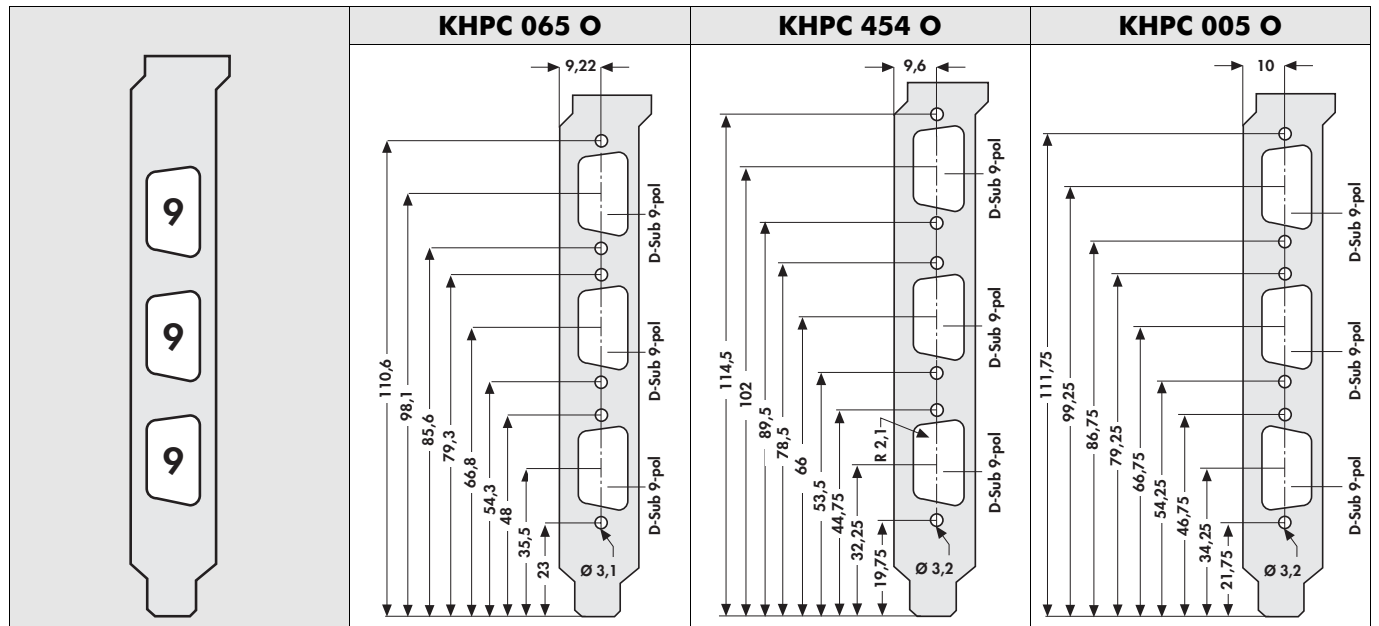 KHPC 065 O
KHPC 454 O
KHPC 005 O
9
9
9
9,22
110,6
98,1
85,6
79,3
66,8
54,3
48
35,5
23
Ø 3,1
D-Sub 9-pol
D-Sub 9-pol
D-Sub 9-pol
9,6
114,5
102
89,5
78,5
66
53,5
44,75
32,25
19,75
R 2,1
Ø 3,2
D-Sub 9-pol
D-Sub 9-pol
D-Sub 9-pol
10
111,75
99,25
86,75
79,25
66,75
54,25
46,75
34,25
21,75
Ø 3,2
D-Sub 9-pol
D-Sub 9-pol
D-Sub 9-pol